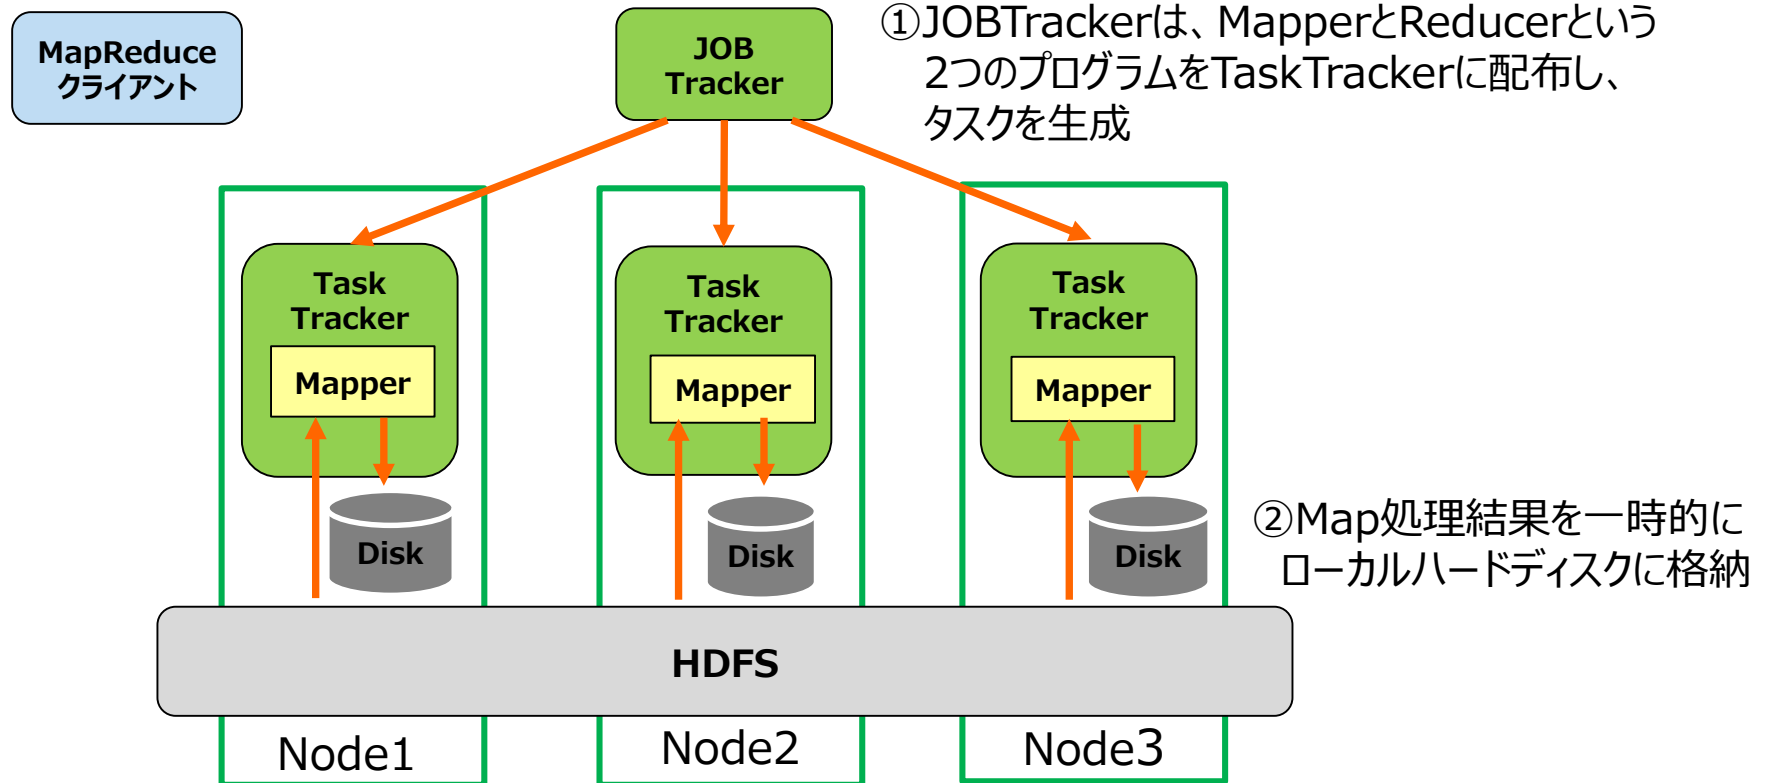 MapReduce
クライアント
JOB
Tracker
①JOBTrackerは、MapperとReducerという
2つのプログラムをTaskTrackerに配布し、
タスクを生成
Task
Tracker
Mapper
Disk
Task
Tracker
Mapper
Disk
Task
Tracker
Mapper
Disk
②Map処理結果を一時的に
ローカルハードディスクに格納
HDFS
Node1
Node2
Node3